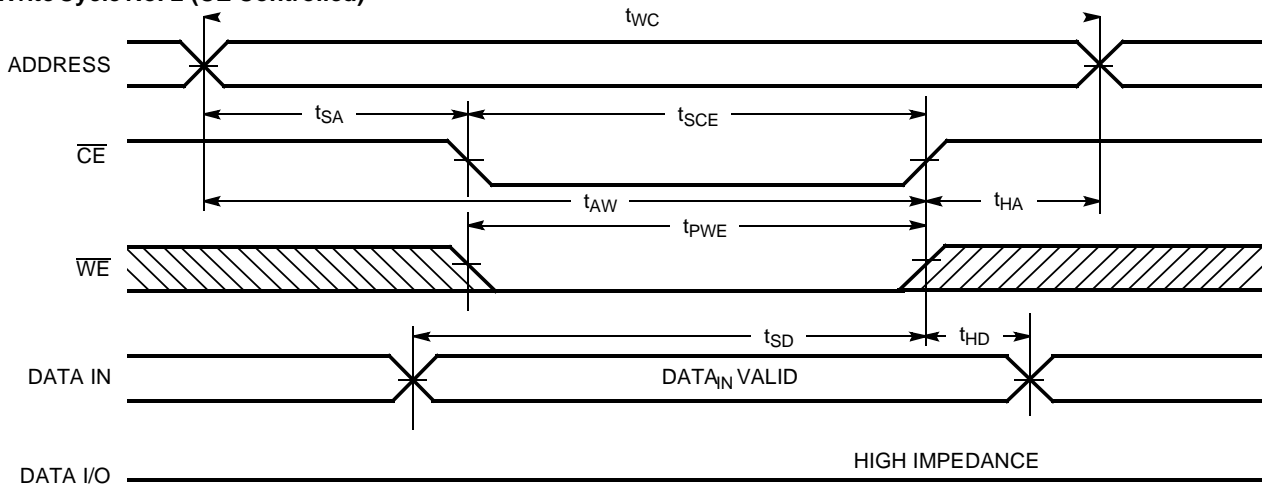 Write Cycle No. 2 (CE Controlled)
tWC
ADDRESS
tSA
tSCE
CE
tAW
tHA
tPWE
WE
tSD
tHD
DATA IN
DATAIN VALID
HIGH IMPEDANCE
DATA I/O